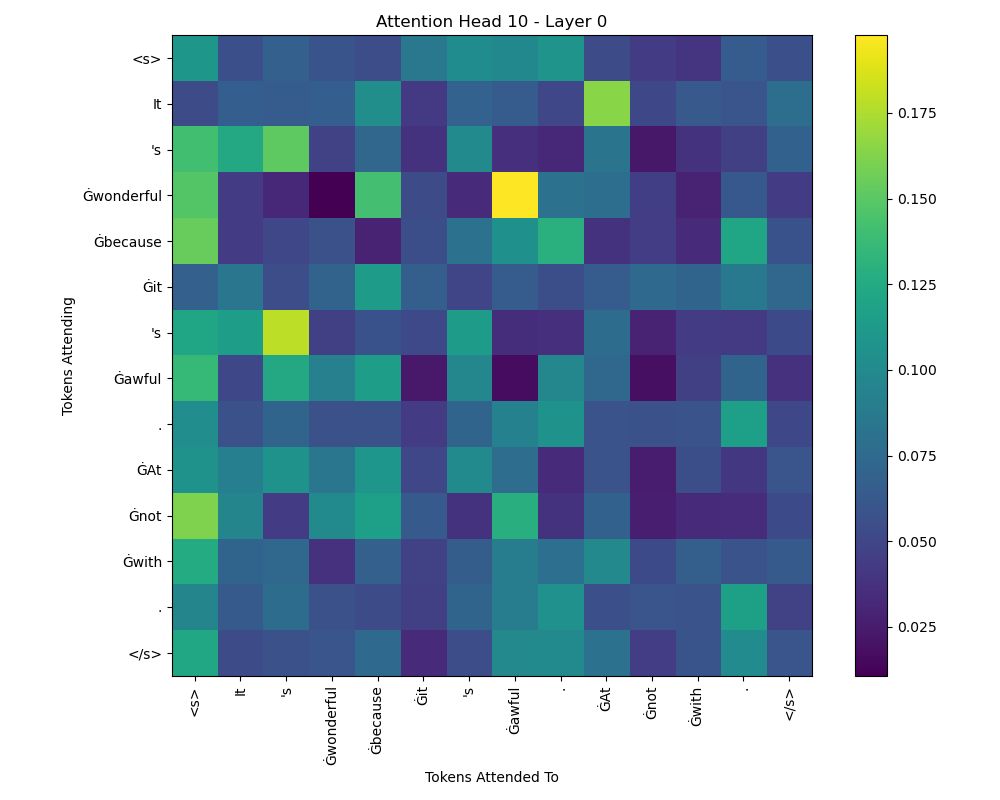 Attention Head 10 - Layer 0
Tokens Attending
<s>
It
's
Ġwonderful
Ġbecause
Ġit
's
Ġawful
.
ĠAt
Ġnot
Ġwith
.
</s>
<s>
It
's
Ġwonderful
Ġbecause
Ġit
's
Ġawful
.
ĠAt
Ġnot
Ġwith
.
</s>
Tokens Attended To
0.175
0.150
0.125
0.100
0.075
0.050
0.025